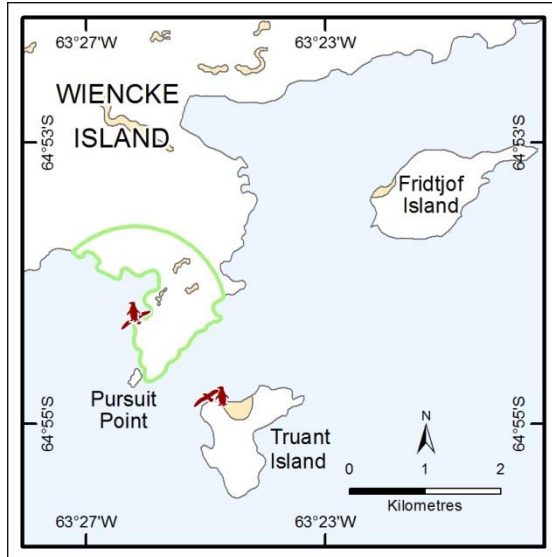 63°27'W 63°23'W
WIENCKE
ISLAND
64°53'S 64°53'S
Fridtjof
Island
Pursuit
Point
64°55'S 64°55'S
Truant
Island
N
0 1 2
Kilometres
63°27'W 63°23'W